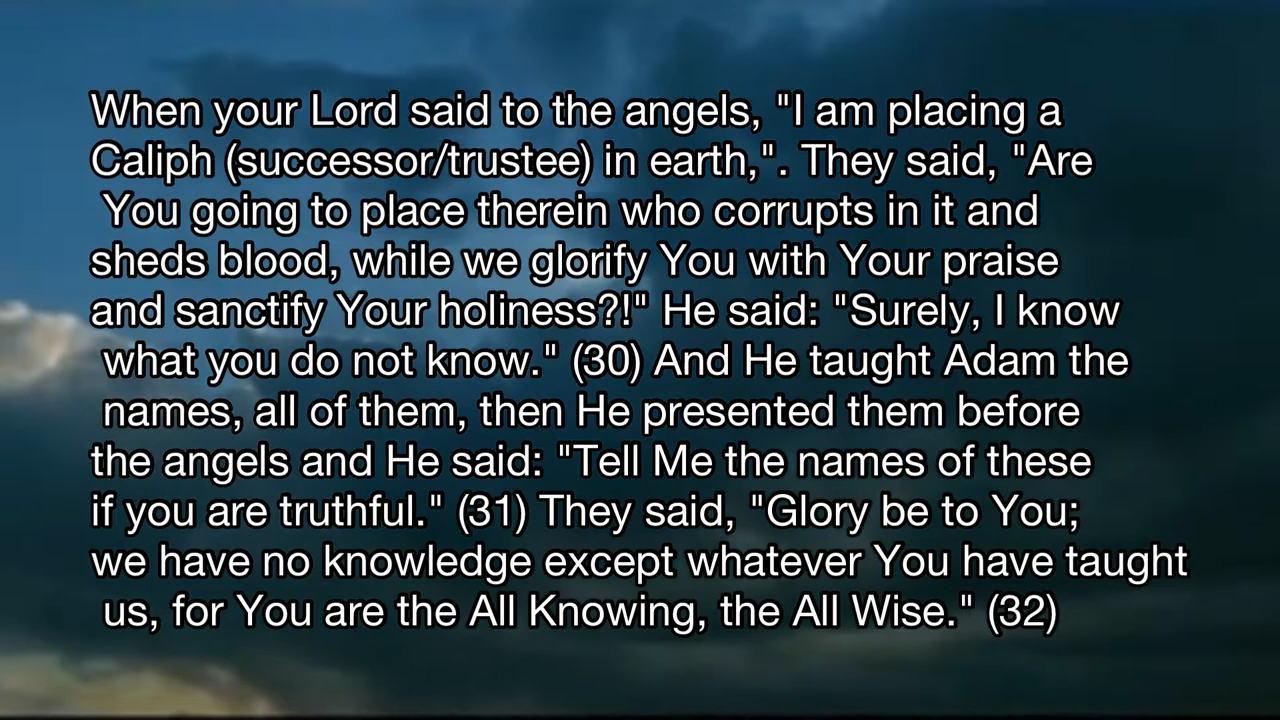 When your Lord said to the angels, "I am placing a
Caliph (successor/trustee) in earth,". They said, "Are
You going to place therein who corrupts in it and
sheds blood, while we glorify You with Your praise
and sanctify Your holiness?!" He said: "Surely, I know
what you do not know." (30) And He taught Adam the
names, all of them, then He presented them before
the angels and He said: "Tell Me the names of these
if you are truthful." (31) They said, "Glory be to You;
we have no knowledge except whatever You have taught
us, for You are the All Knowing, the All Wise." (32)